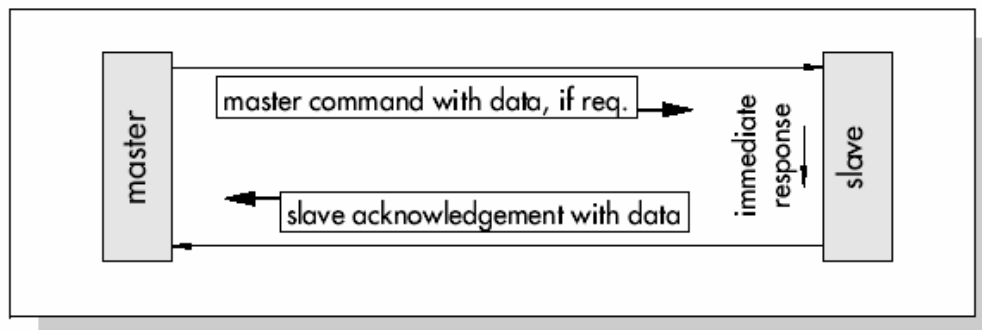 master
master command with data, if req.
immediate
response
slave
slave acknowledgement with data